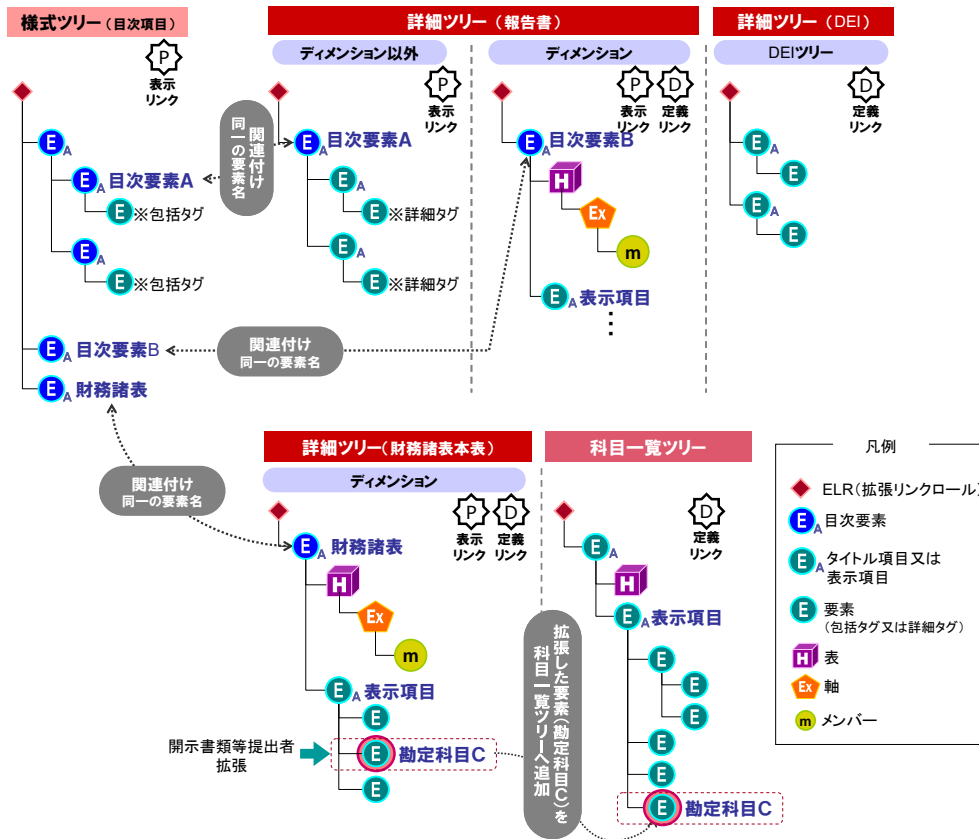 様式ツリー（目次項目）
P
表示
リンク
E A
E A 目次要素A
E ※包括タグ
E A
E ※包括タグ
E A 目次要素B
E A 財務諸表
関連付け
同一の要素名
詳細ツリー（報告書）
ディメンション以外
P
表示
リンク
E A 目次要素A
E A
E ※詳細タグ
E A
E ※詳細タグ
ディメンション
P D
表示 定義
リンク リンク
E A 目次要素B
H
Ex
m
E A 表示項目
⋮
関連付け
同一の要素名
詳細ツリー（DEI）
DEIツリー
D
定義
リンク
E A
E
E A
E
関連付け
同一の要素名
詳細ツリー（財務諸表本表）
ディメンション
P D
表示 定義
リンク リンク
E A 財務諸表
H
Ex
m
E A 表示項目
E
開示書類等提出者
拡張
E 勘定科目C
E
拡張した要素（勘定科目C）を
科目一覧ツリーへ追加
科目一覧ツリー
D
定義
リンク
E A
H
E A 表示項目
E
E
E
E
E
E 勘定科目C
凡例
ELR（拡張リンクロール）
E A 目次要素
E A タイトル項目又は
表示項目
E 要素
（包括タグ又は詳細タグ）
H 表
Ex 軸
m メンバー